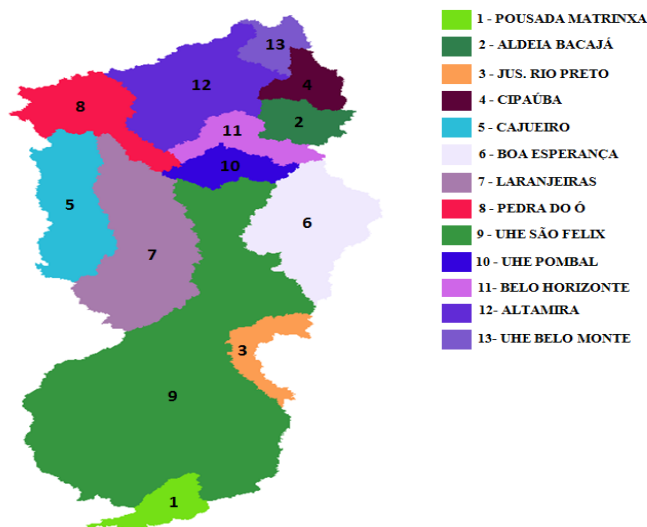 13
12
4
8
2
11
10
5
6
7
3
9
1
1 - POUSADA MATRINXA
2 - ALDEIA BACAJÁ
3 - JUS. RIO PRETO
4 - CIPAÚBA
5 - CAJUEIRO
6 - BOA ESPERANÇA
7 - LARANJEIRAS
8 - PEDRA DO Ó
9 - UHE SÃO FELIX
10 - UHE POMBAL
11- BELO HORIZONTE
12- ALTAMIRA
13- UHE BELO MONTE